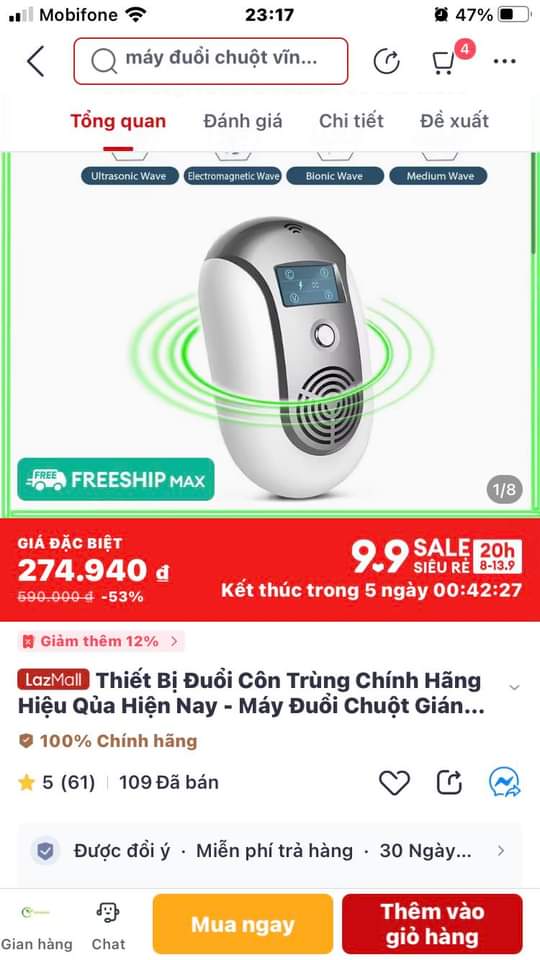 Mobifone
23:17
47%
máy đuổi chuột vĩn...
4
Tổng quan
Đánh giá
Chi tiết
Đề xuất
Ultrasonic Wave
Electromagnetic Wave
Bionic Wave
Medium Wave
FREE
FREESHIP MAX
1/8
GIÁ ĐẶC BIỆT
274.940 đ
590.000 đ -53%
9.9 SALE SIÊU RẺ
20h
8-13.9
Kết thúc trong 5 ngày 00:42:27
Giảm thêm 12%
LazMall Thiết Bị Đuổi Côn Trùng Chính Hãng
Hiệu Qủa Hiện Nay - Máy Đuổi Chuột Gián...
100% Chính hãng
5 (61)
109 Đã bán
Được đổi ý · Miễn phí trả hàng · 30 Ngày...
Gian hàng
Chat
Mua ngay
Thêm vào
giỏ hàng